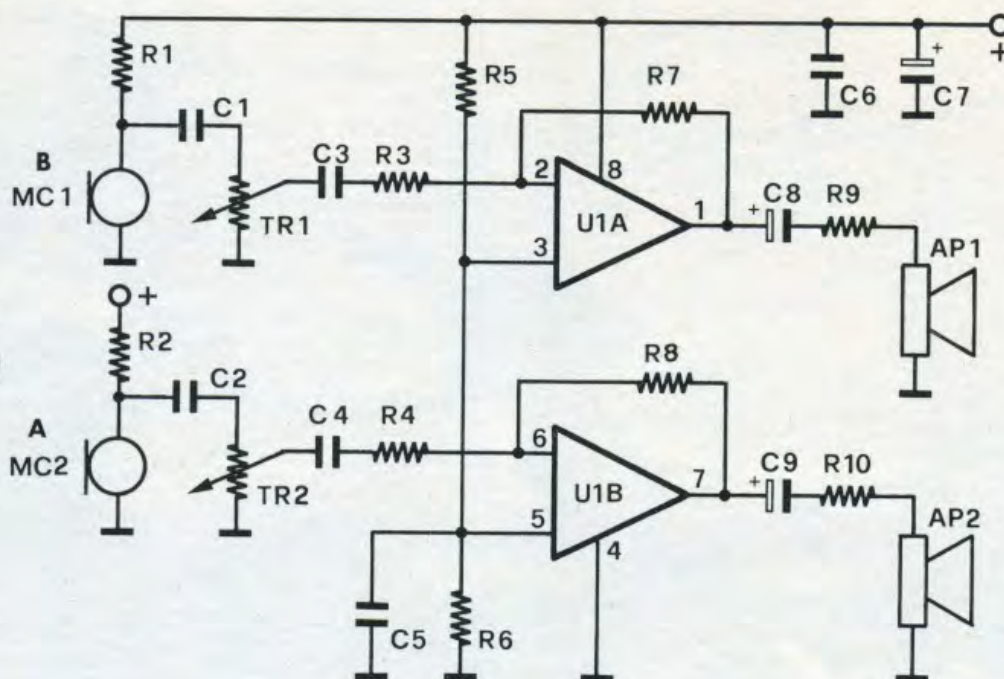 R1
R5
R7
+
+
C1
C6
C7
B
MC1
C3
R3
2
8
C8
R9
TR1
U1A
1
+
3
AP1
+
R2
C2
R8
A
MC2
C4
R4
6
C9
R10
TR2
U1B
7
+
5
4
AP2
C5
R6